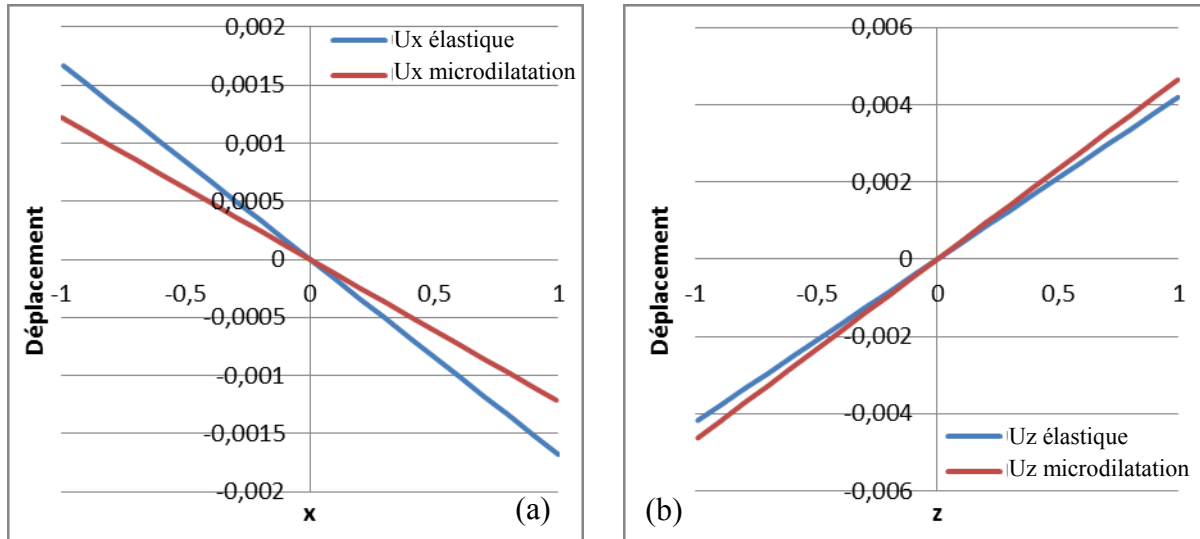 0,002
Ux élastique
Ux microdilatation
0,0015
0,001
0,0005
0
-1
-0,5
0
0,5
1
-0,0005
-0,001
-0,0015
-0,002
Déplacement
x
(a)
0,006
0,004
0,002
0
-1
-0,5
0
0,5
1
-0,002
-0,004
-0,006
Déplacement
Uz élastique
Uz microdilatation
(b)
z